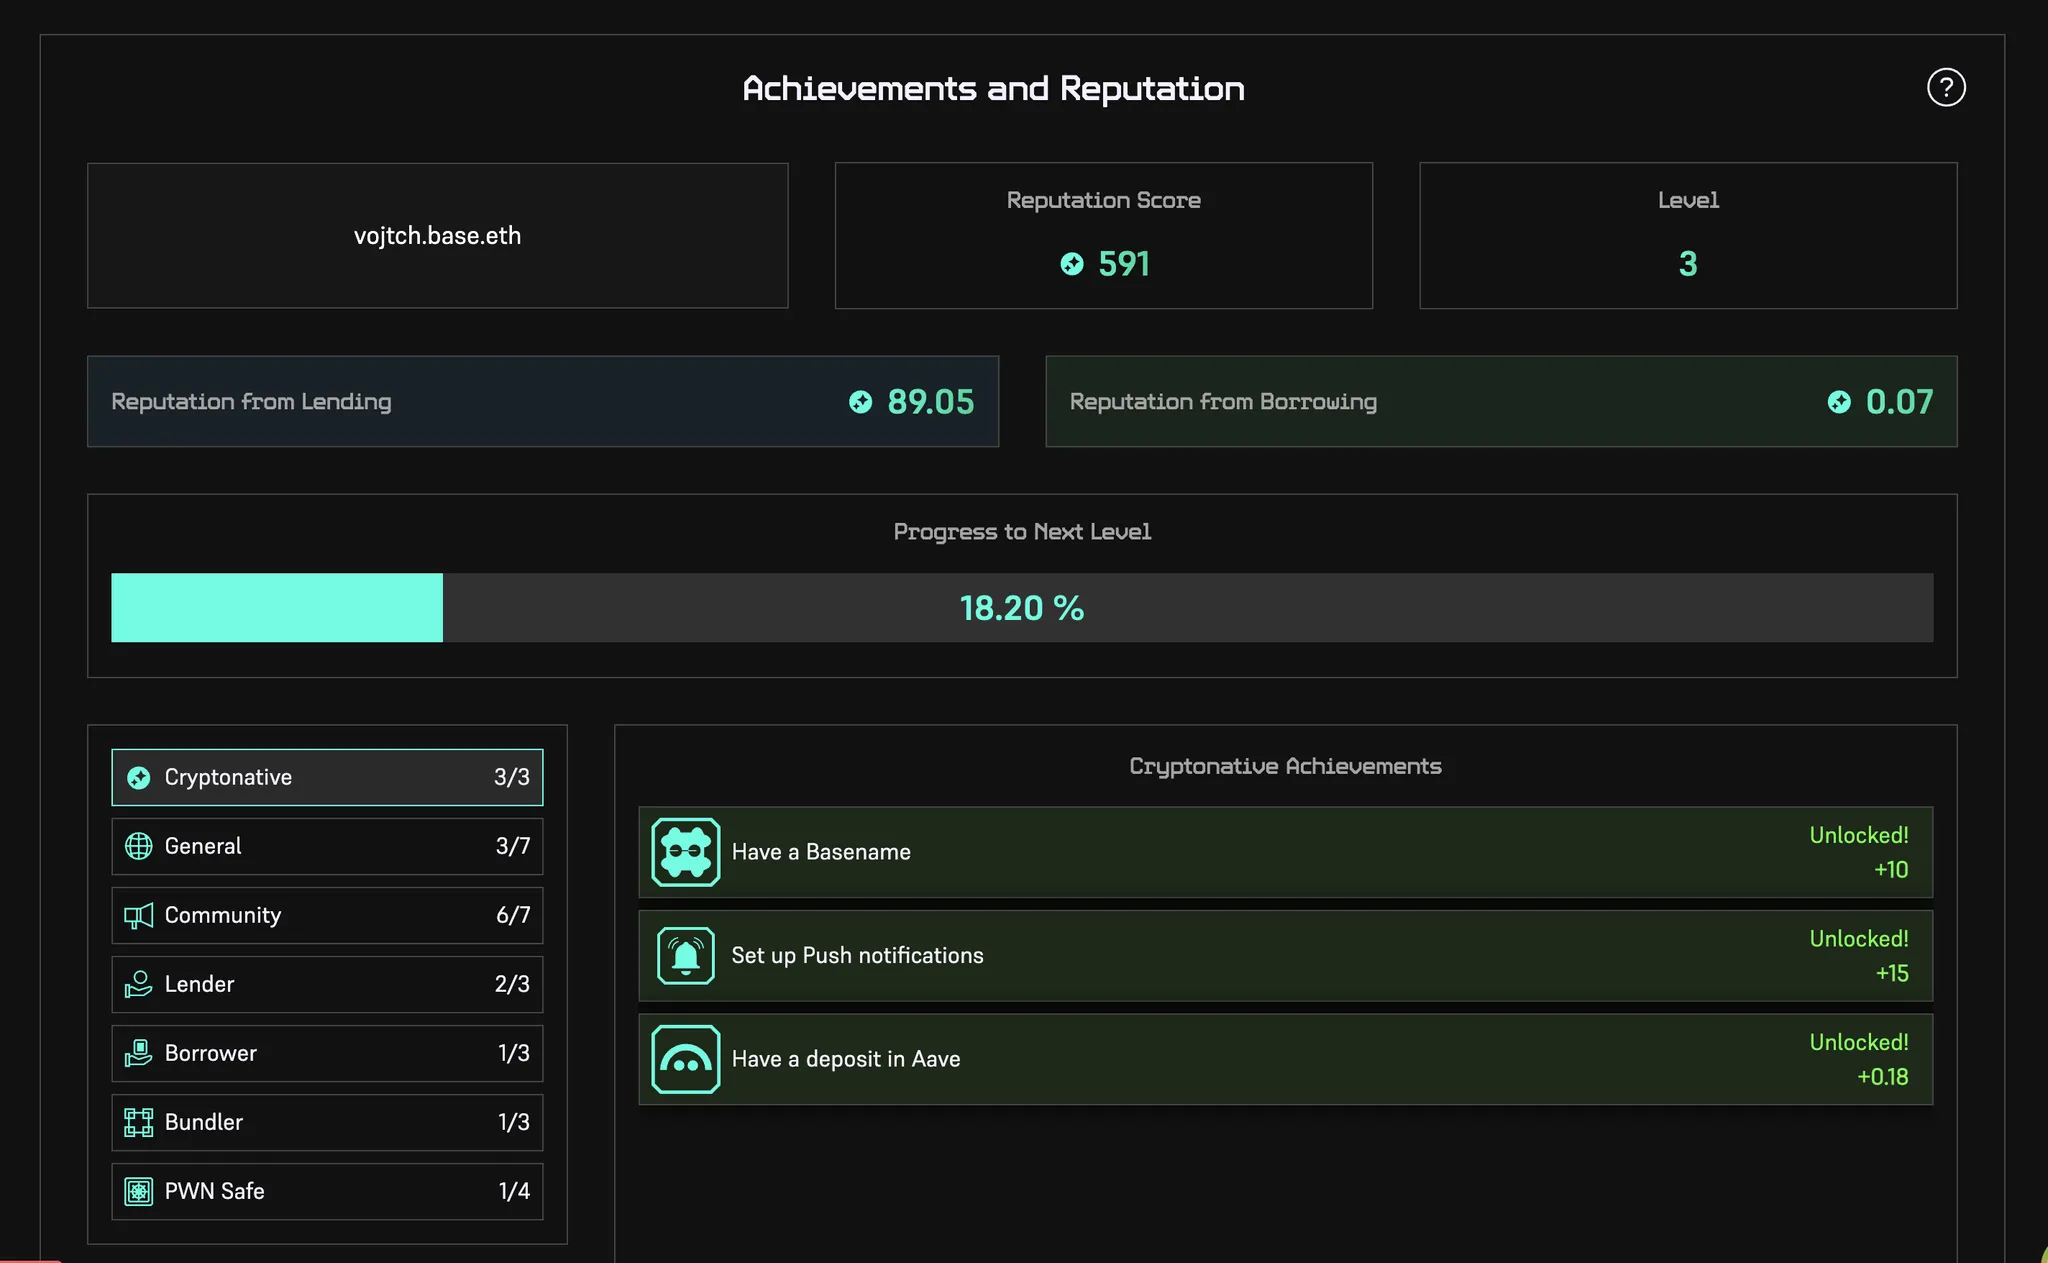 Achievements and Reputation
?
vojtch.base.eth
Reputation Score
591
Level
3
Reputation from Lending
89.05
Reputation from Borrowing
0.07
Progress to Next Level
18.20 %
Cryptonative 3/3
General 3/7
Community 6/7
Lender 2/3
Borrower 1/3
Bundler 1/3
PWN Safe 1/4
Cryptonative Achievements
Have a Basename
Unlocked!
+10
Set up Push notifications
Unlocked!
+15
Have a deposit in Aave
Unlocked!
+0.18